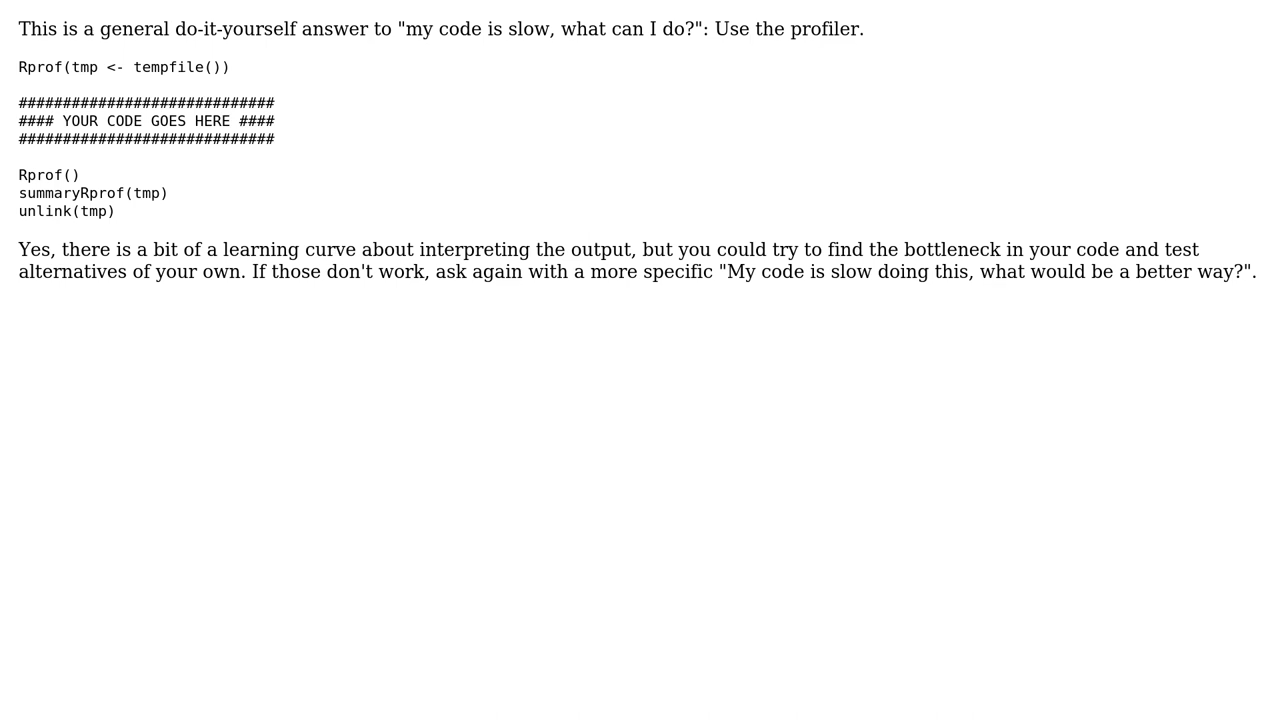 This is a general do-it-yourself answer to "my code is slow, what can I do?": Use the profiler.
Rprof(tmp <- tempfile())
#############################
#### YOUR CODE GOES HERE ####
#############################
Rprof()
summaryRprof(tmp)
unlink(tmp)
Yes, there is a bit of a learning curve about interpreting the output, but you could try to find the bottleneck in your code and test
alternatives of your own. If those don't work, ask again with a more specific "My code is slow doing this, what would be a better way?".